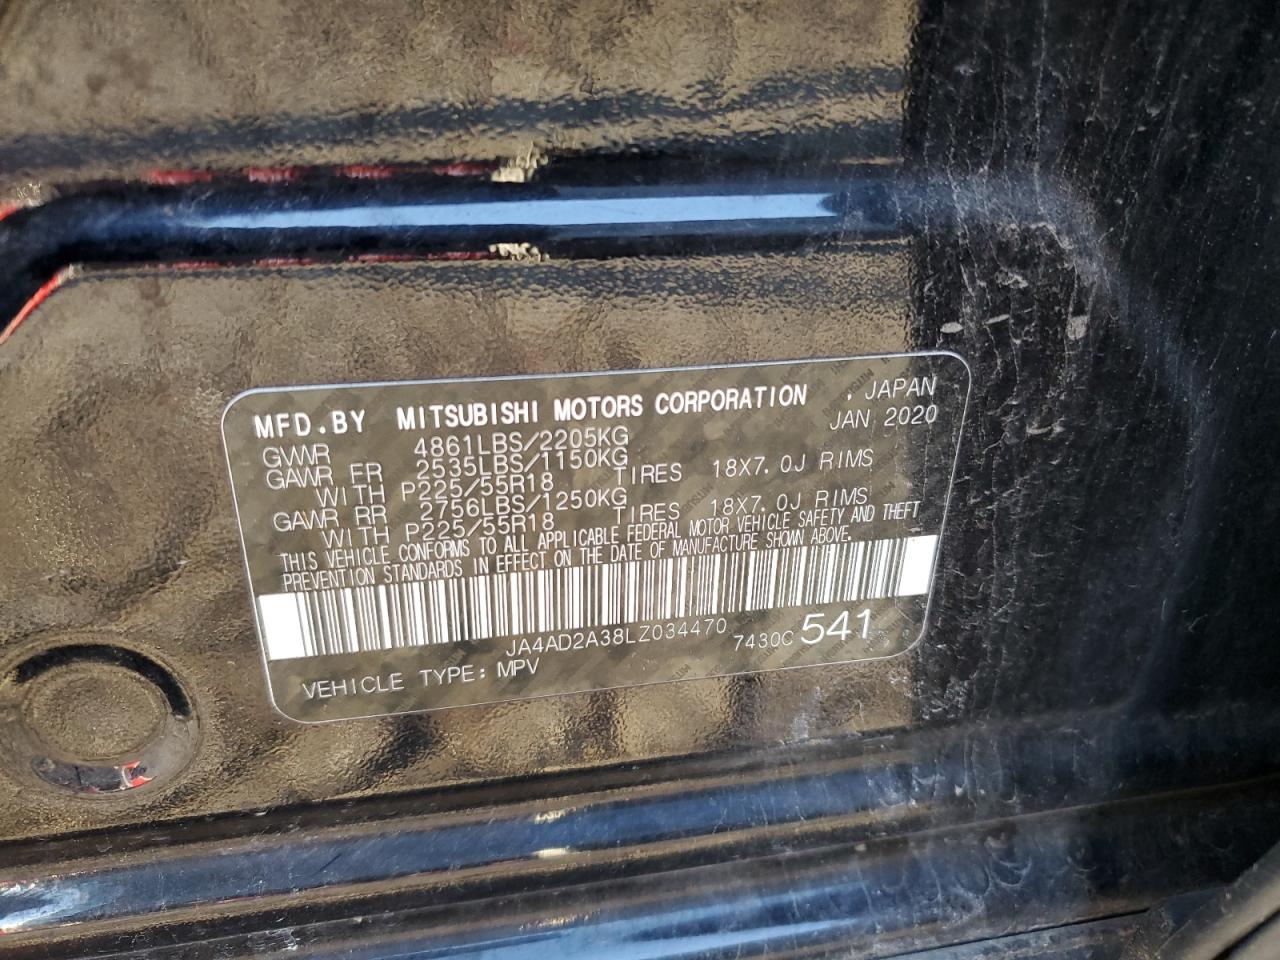 MFD.BY MITSUBISHI MOTORS CORPORATION , JAPAN
GVWR 4861LBS/2205KG JAN 2020
GAWR FR 2535LBS/1150KG
WITH P225/55R18 TIRES 18X7.0J RIMS
GAWR RR 2756LBS/1250KG
WITH P225/55R18 TIRES 18X7.0J RIMS
THIS VEHICLE CONFORMS TO ALL APPLICABLE FEDERAL MOTOR VEHICLE SAFETY AND THEFT
PREVENTION STANDARDS IN EFFECT ON THE DATE OF MANUFACTURE SHOWN ABOVE.
JA4AD2A38LZ034470 7430C 541
VEHICLE TYPE: MPV